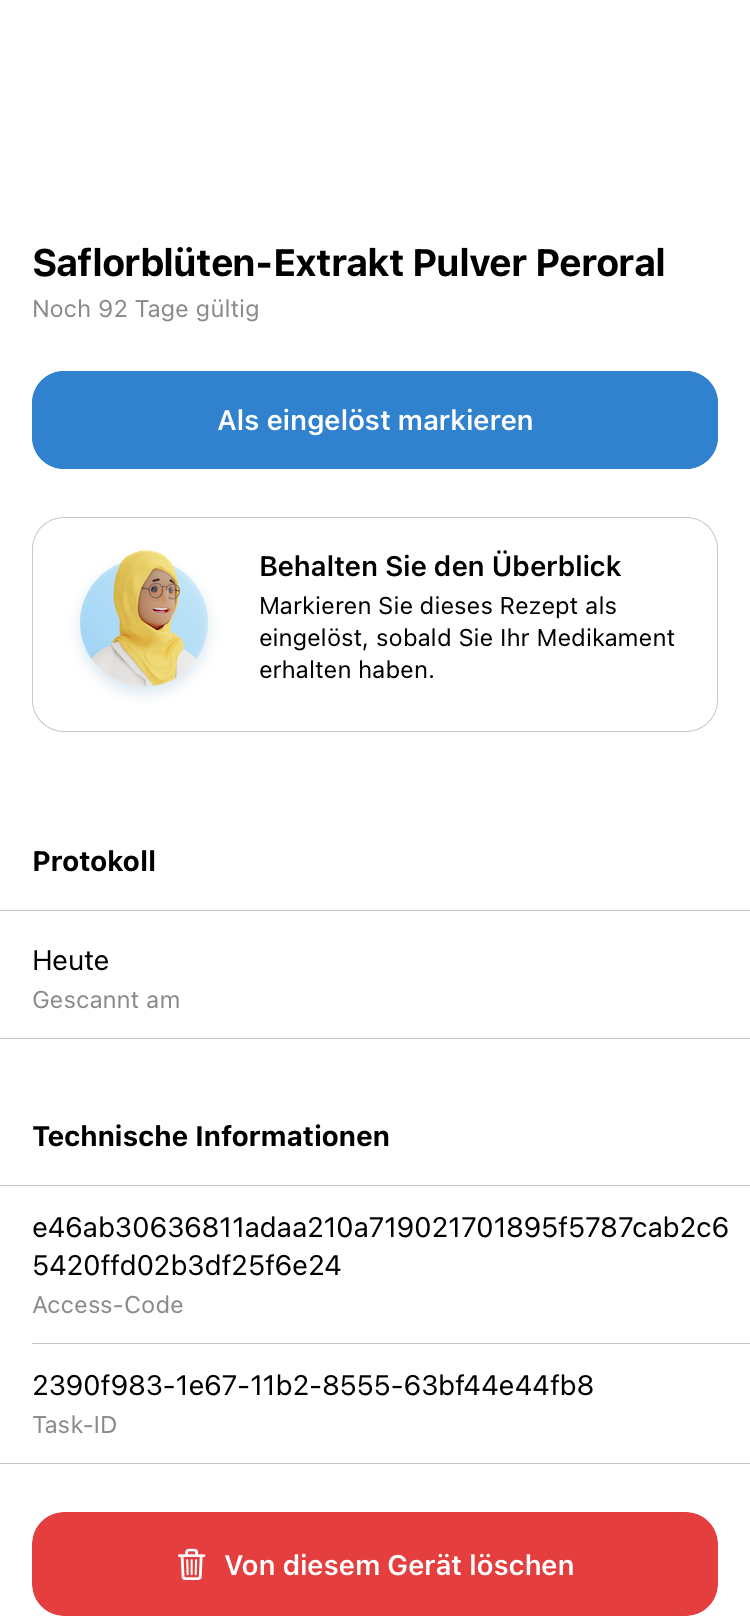 Saflorblüten-Extrakt Pulver Peroral
Noch 92 Tage gültig
Als eingelöst markieren
Behalten Sie den Überblick
Markieren Sie dieses Rezept als
eingelöst, sobald Sie Ihr Medikament
erhalten haben.
Protokoll
Heute
Gescannt am
Technische Informationen
e46ab30636811adaa210a719021701895f5787cab2c6
5420ffd02b3df25f6e24
Access-Code
2390f983-1e67-11b2-8555-63bf44e44fb8
Task-ID
Von diesem Gerät löschen